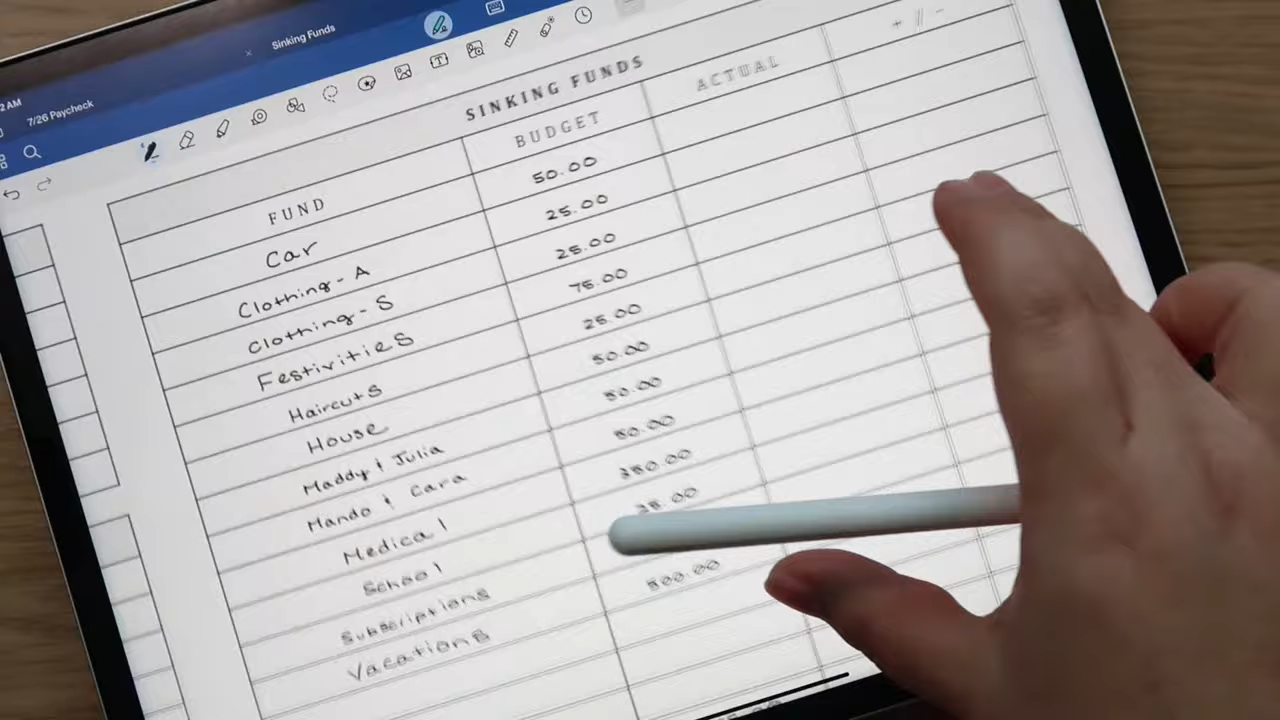 2 AM
7/26 Paycheck
Sinking Funds
SINKING FUNDS
FUND BUDGET ACTUAL + // -
Car 50.00
Clothing - A 25.00
Clothing - S 25.00
Festivities 75.00
Haircuts 25.00
House 50.00
Maddy & Julia 50.00
Mando & Cara 50.00
Medical 350.00
School
Subscriptions
Vacations 500.00